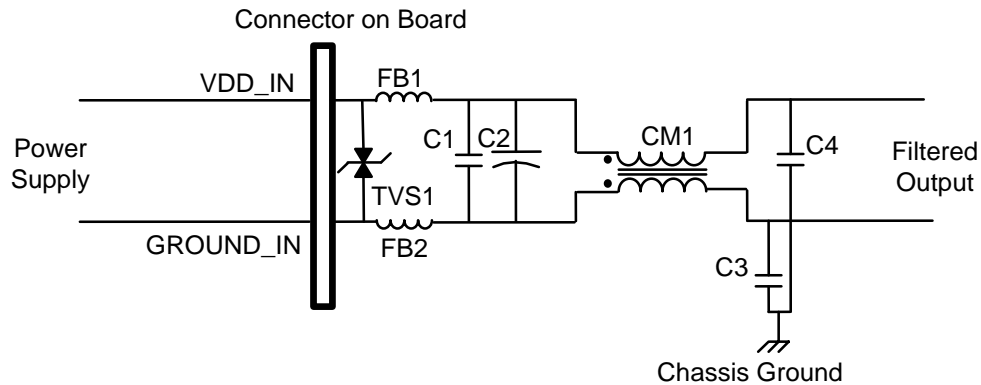 Connector on Board
VDD_IN
FB1
C1
C2
CM1
C4
Power
Supply
Filtered
Output
TVS1
GROUND_IN
FB2
C3
Chassis Ground